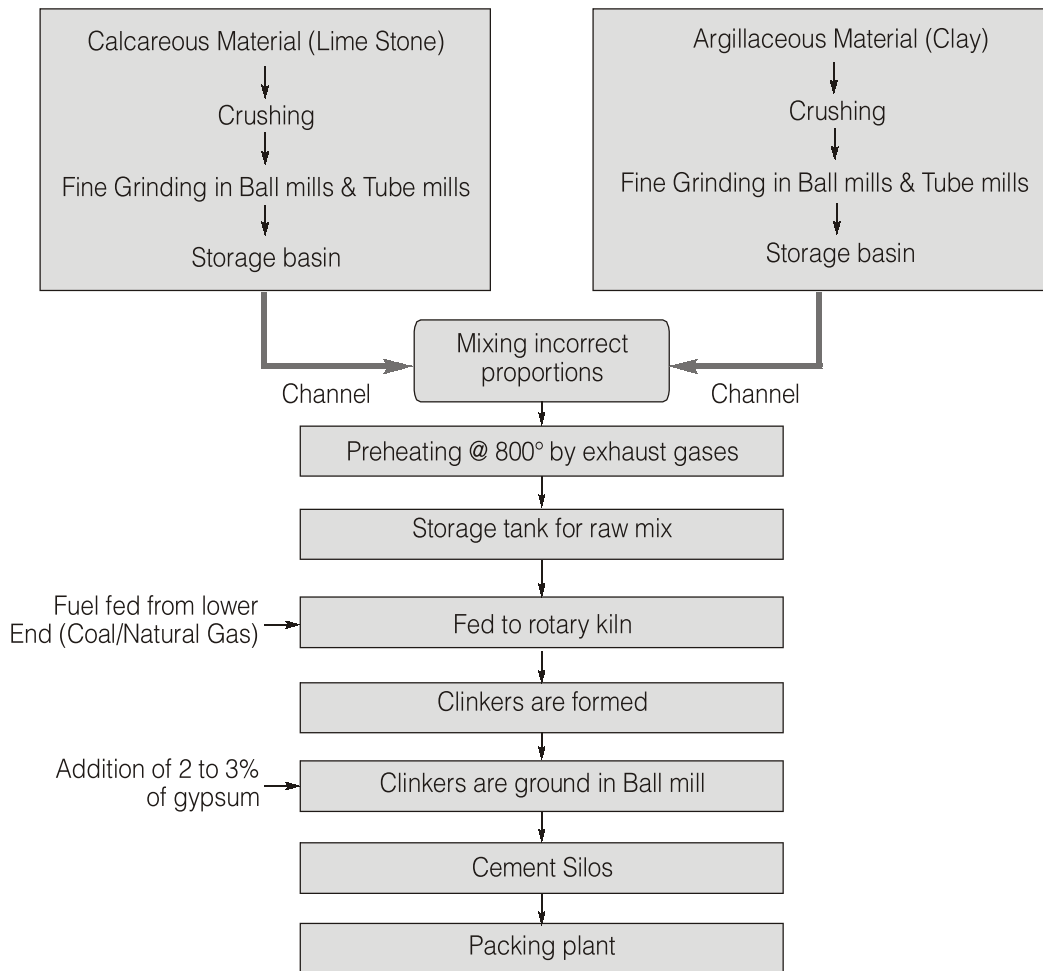 Calcareous Material (Lime Stone)
Crushing
Fine Grinding in Ball mills & Tube mills
Storage basin
Argillaceous Material (Clay)
Crushing
Fine Grinding in Ball mills & Tube mills
Storage basin
Mixing incorrect
proportions
Channel
Channel
Preheating @ 800° by exhaust gases
Storage tank for raw mix
Fuel fed from lower
End (Coal/Natural Gas)
Fed to rotary kiln
Clinkers are formed
Addition of 2 to 3%
of gypsum
Clinkers are ground in Ball mill
Cement Silos
Packing plant